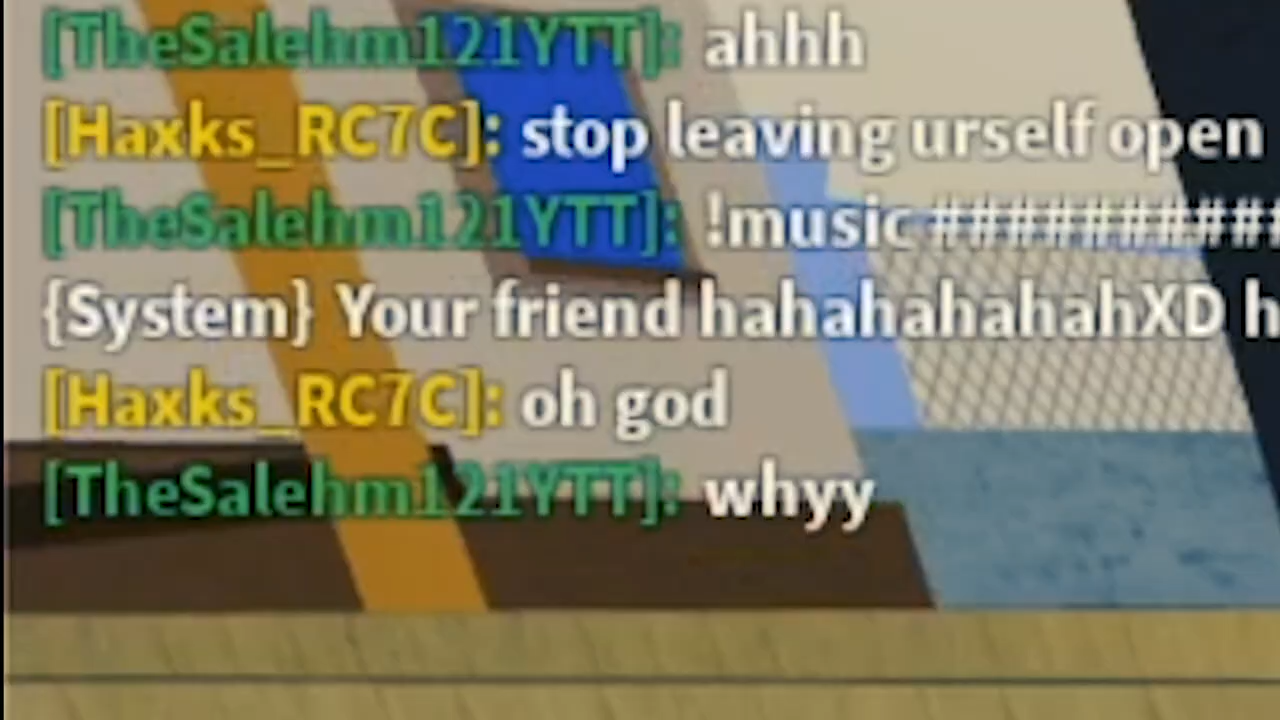 [TheSalehm121YTT]: ahhh
[Haxks_RC7C]: stop leaving urself open
[TheSalehm121YTT]: !music ##########
{System} Your friend hahahahahahXD h
[Haxks_RC7C]: oh god
[TheSalehm121YTT]: whyy